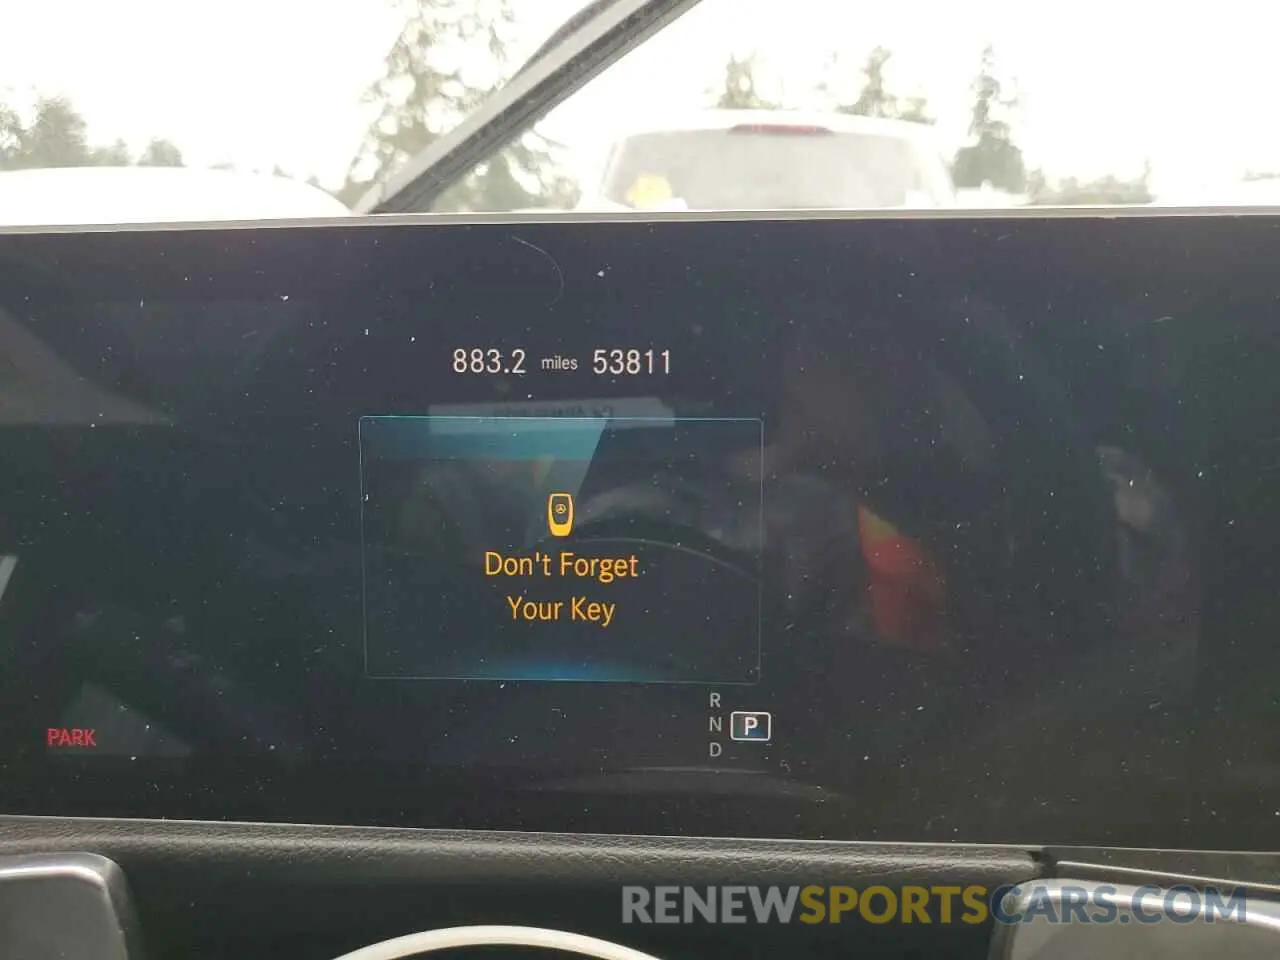 883.2 miles 53811
Don't Forget
Your Key
R
N P
D
PARK
RENEWSPORTSCARS.COM